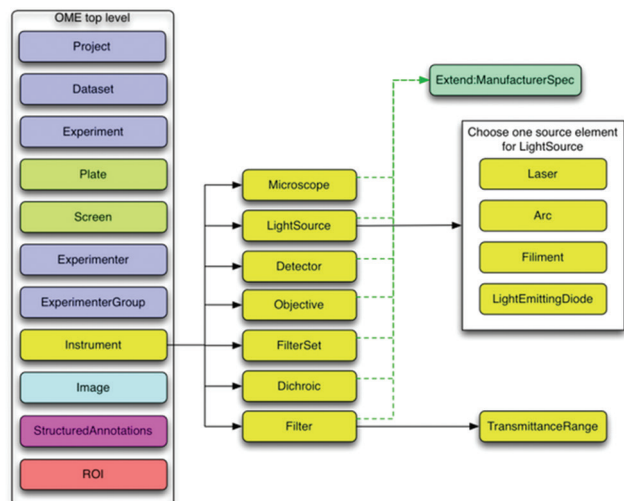 OME top level
Project
Dataset
Experiment
Plate
Screen
Experimenter
ExperimenterGroup
Instrument
Image
StructuredAnnotations
ROI
Microscope
LightSource
Detector
Objective
FilterSet
Dichroic
Filter
Extend:ManufacturerSpec
Choose one source element
for LightSource
Laser
Arc
Filiment
LightEmittingDiode
TransmittanceRange